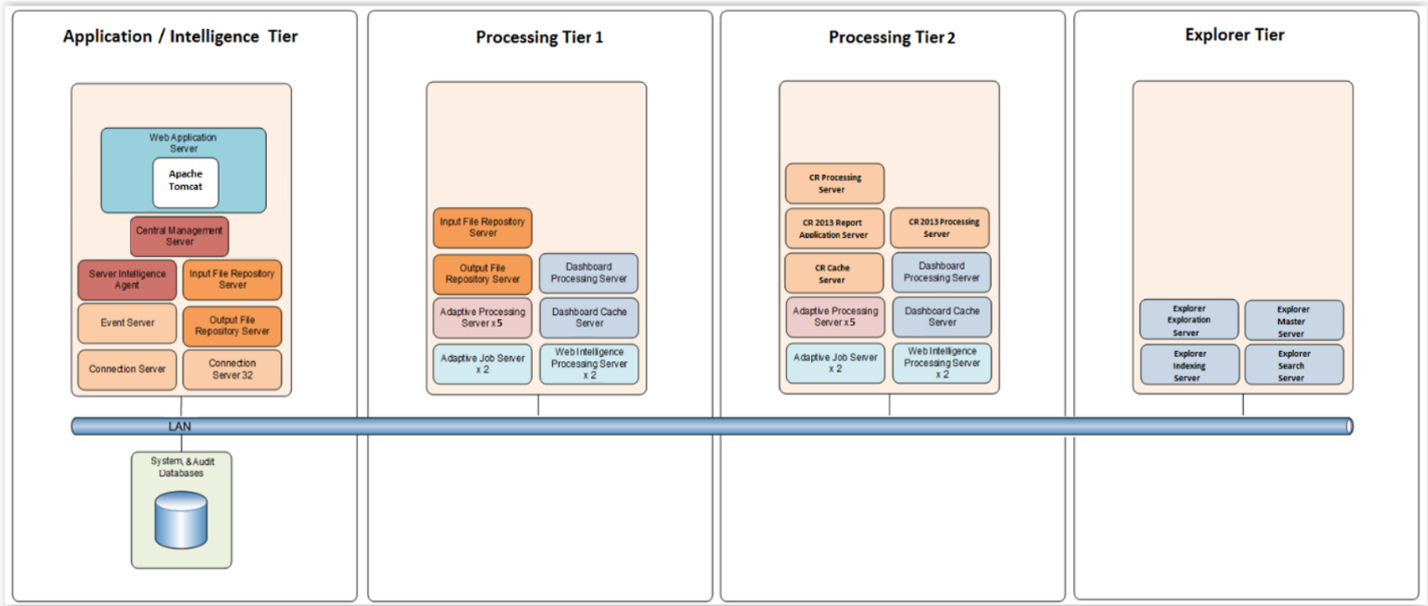 Application / Intelligence Tier
Web Application
Server
Apache
Tomcat
Central Management
Server
Server Intelligence
Agent
Input File Repository
Server
Event Server
Output File
Repository Server
Connection Server
Connection
Server 32
LAN
System, & Audit
Databases
Processing Tier 1
Input File Repository
Server
Output File
Repository Server
Dashboard
Processing Server
Adaptive Processing
Server x 5
Dashboard Cache
Server
Adaptive Job Server
x 2
Web Intelligence
Processing Server
x 2
Processing Tier 2
CR Processing
Server
CR 2013 Report
Application Server
CR 2013 Processing
Server
CR Cache
Server
Dashboard
Processing Server
Adaptive Processing
Server x 5
Dashboard Cache
Server
Adaptive Job Server
x 2
Web Intelligence
Processing Server
x 2
Explorer Tier
Explorer
Exploration
Server
Explorer
Master
Server
Explorer
Indexing
Server
Explorer
Search
Server